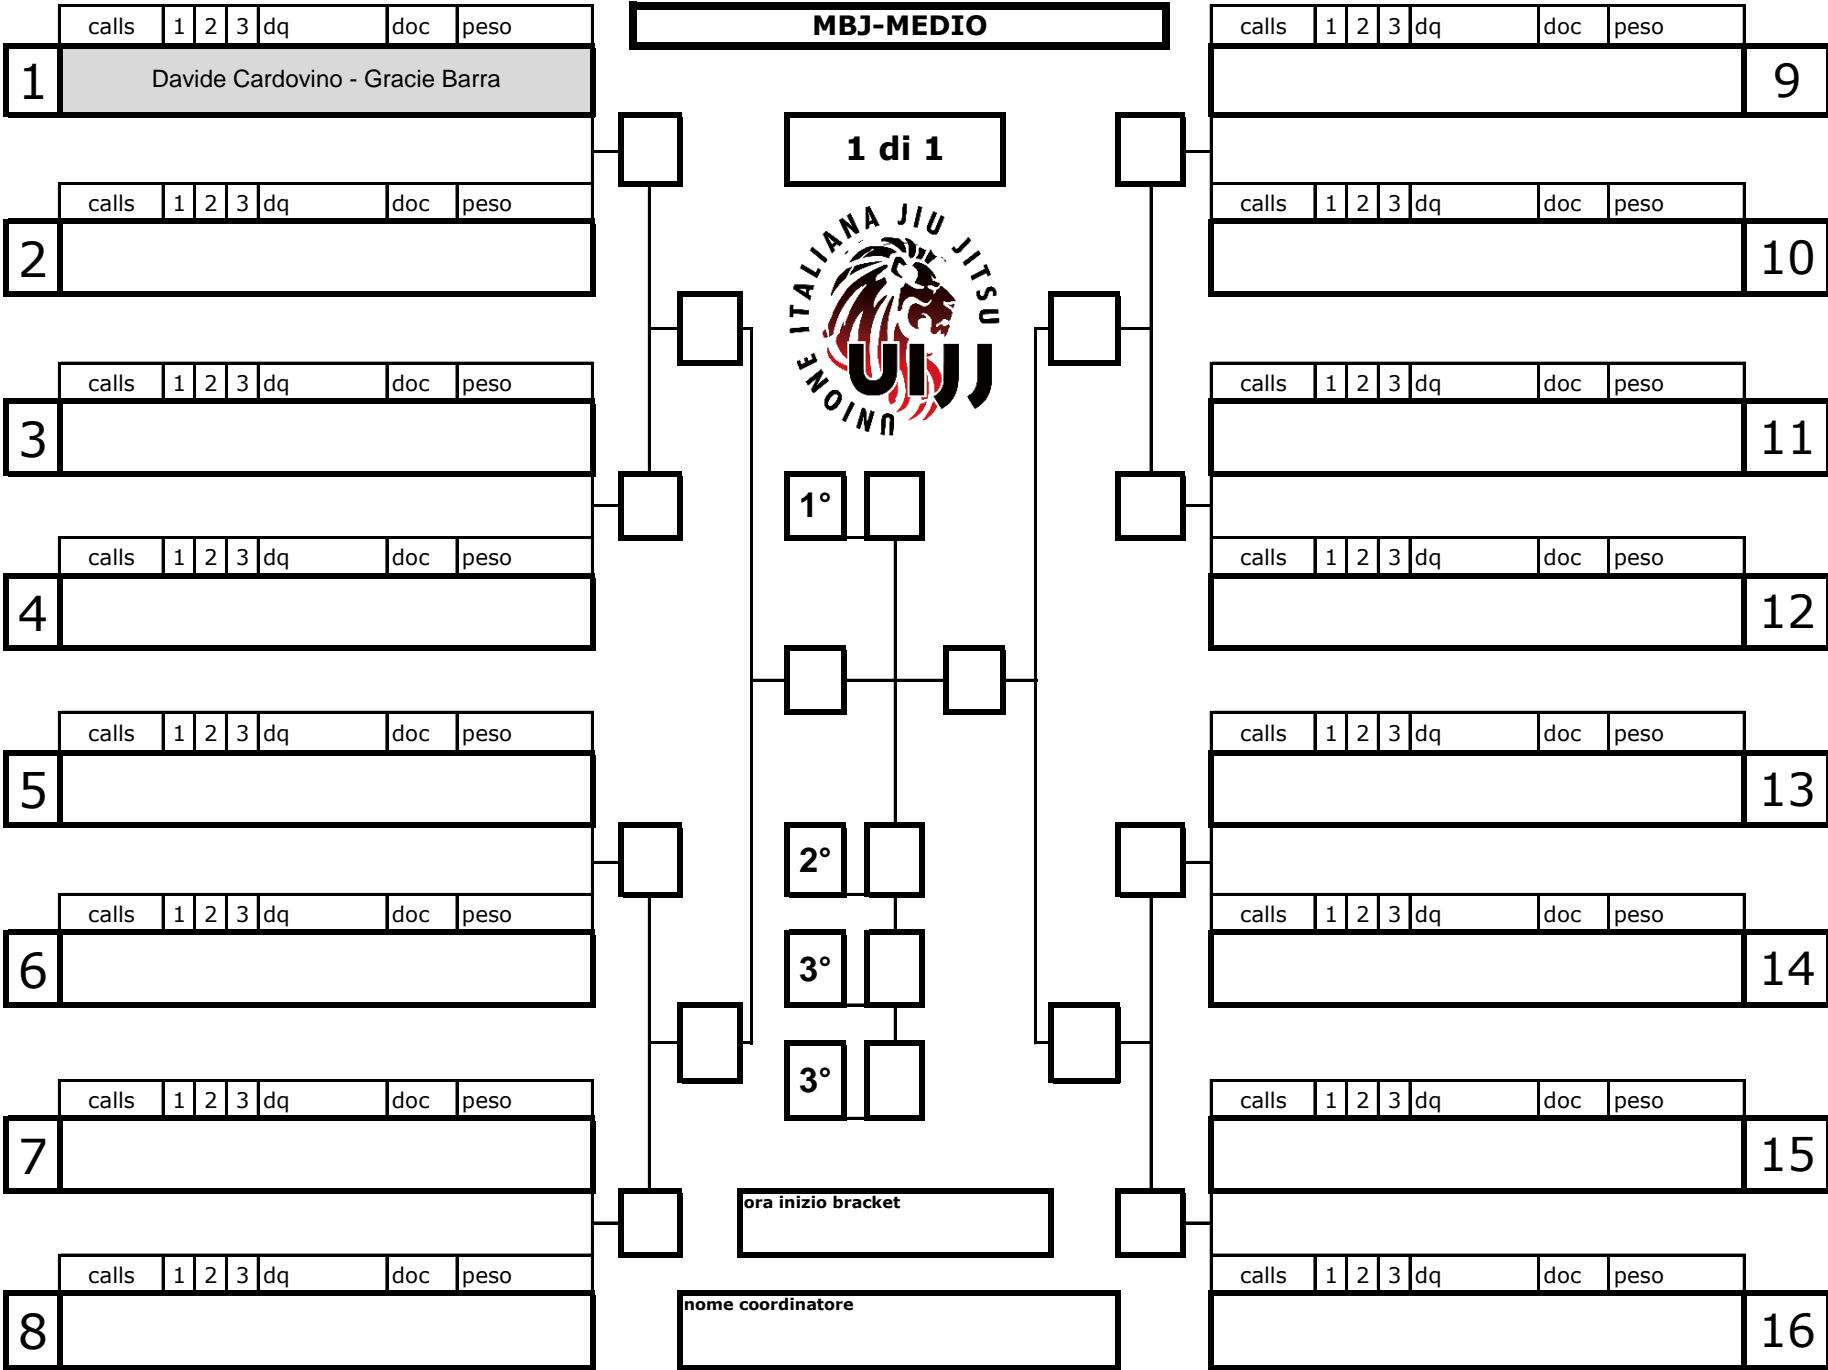 MBJ-MEDIO
1 di 1
UNIONE ITALIANA JIU JITSU
UIJJ
calls 1 2 3 dq doc peso
1 Davide Cardovino - Gracie Barra
calls 1 2 3 dq doc peso
2
calls 1 2 3 dq doc peso
3
calls 1 2 3 dq doc peso
4
calls 1 2 3 dq doc peso
5
calls 1 2 3 dq doc peso
6
calls 1 2 3 dq doc peso
7
calls 1 2 3 dq doc peso
8
1°
2°
3°
3°
ora inizio bracket
nome coordinatore
calls 1 2 3 dq doc peso
9
calls 1 2 3 dq doc peso
10
calls 1 2 3 dq doc peso
11
calls 1 2 3 dq doc peso
12
calls 1 2 3 dq doc peso
13
calls 1 2 3 dq doc peso
14
calls 1 2 3 dq doc peso
15
calls 1 2 3 dq doc peso
16